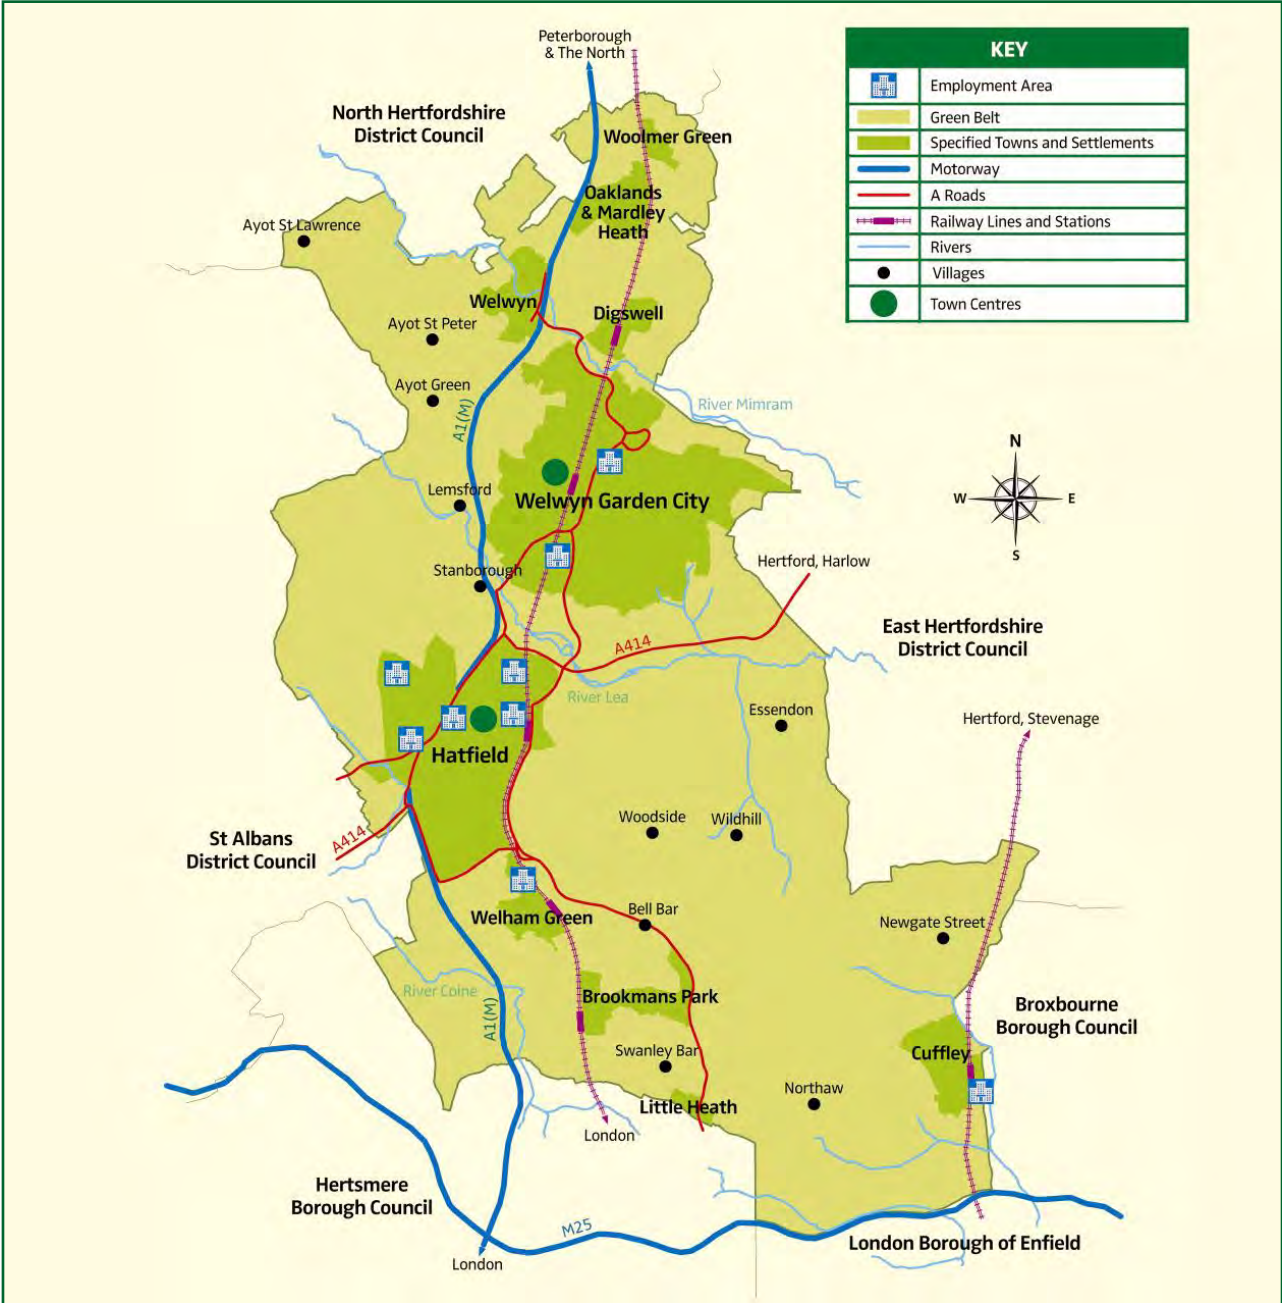 Peterborough
& The North
KEY
Employment Area
Green Belt
Specified Towns and Settlements
Motorway
A Roads
Railway Lines and Stations
Rivers
Villages
Town Centres
North Hertfordshire
District Council
Woolmer Green
Oaklands
& Mardley
Heath
Ayot St Lawrence
Welwyn
Digswell
Ayot St Peter
Ayot Green
A1(M)
River Mimram
N
W
E
S
Lemsford
Welwyn Garden City
Stanborough
Hertford, Harlow
East Hertfordshire
District Council
A414
River Lea
Essendon
Hertford, Stevenage
Hatfield
Woodside
Wildhill
St Albans
District Council
A414
Welham Green
Bell Bar
Newgate Street
River Coine
A1(M)
Brookmans Park
Broxbourne
Borough Council
Swanley Bar
Cuffley
Northaw
Little Heath
London
Hertsmere
Borough Council
M25
London Borough of Enfield
London